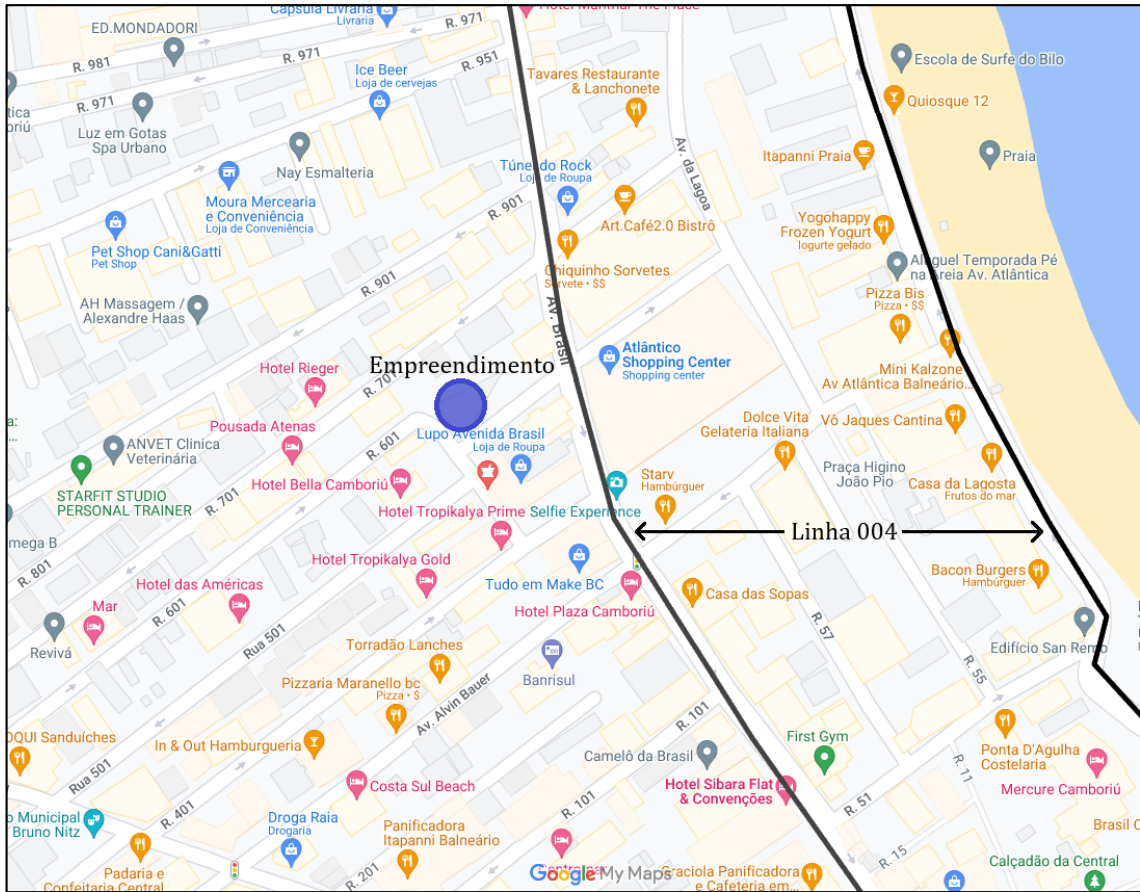 Capsula Livraria
Livraria
Hotel Marimar The Place
ED.MONDADORI
R. 971
R. 971
R. 981
R. 951
Escola de Surfe do Bilo
Ice Beer
Loja de cervejas
Tavares Restaurante
& Lanchonete
R. 971
Quiosque 12
Luz em Gotas
Spa Urbano
Av. da Lagoa
Itapanni Praia
Praia
Nay Esmalteria
Túnel do Rock
Loja de Roupa
Moura Mercearia
e Conveniência
Loja de Conveniência
R. 901
Art.Café2.0 Bistrô
Yogohappy
Frozen Yogurt
Iogurte gelado
Pet Shop Cani&Gatti
Pet Shop
Chiquinho Sorvetes
Sorvete • $$
Aluguel Temporada Pé
na Areia Av. Atlântica
R. 901
AH Massagem /
Alexandre Haas
Pizza Bis
Pizza • $$
Av. Brasil
Atlântico
Shopping Center
Shopping center
Empreendimento
Hotel Rieger
R. 701
Mini Kalzone
Av Atlântica Balneário...
Dolce Vita
Gelateria Italiana
Vô Jaques Cantina
Pousada Atenas
R. 601
Lupo Avenida Brasil
Loja de Roupa
ANVET Clinica
Veterinária
Praça Higino
João Pio
Starv
Hambúrguer
Casa da Lagosta
Frutos do mar
STARFIT STUDIO
PERSONAL TRAINER
Hotel Bella Camboriú
R. 701
Hotel Tropikalya Prime
Selfie Experience
Linha 004
omega B
Hotel Tropikalya Gold
R. 801
Hotel das Américas
Tudo em Make BC
Bacon Burgers
Hambúrguer
Mar
R. 601
Hotel Plaza Camboriú
Casa das Sopas
Revivá
Rua 501
R. 57
Edifício San Remo
Torradão Lanches
Banrisul
R. 55
Pizzaria Maranello bc
Pizza • $
Av. Alvin Bauer
R. 101
OQUI Sanduíches
In & Out Hamburgueria
Camelô da Brasil
First Gym
Ponta D'Agulha
Costelaria
R. 11
Rua 501
Costa Sul Beach
Hotel Sibara Flat
& Convenções
Mercure Camboriú
R. 101
R. 51
o Municipal
Bruno Nitz
R. 401
Droga Raia
Drogaria
Panificadora
Itapanni Balneário
Brasil
R. 15
Padaria e
Confeitaria Central
R. 201
Google My Maps
Graciola Panificadora
e Cafeteria em...
Calçadão da Central